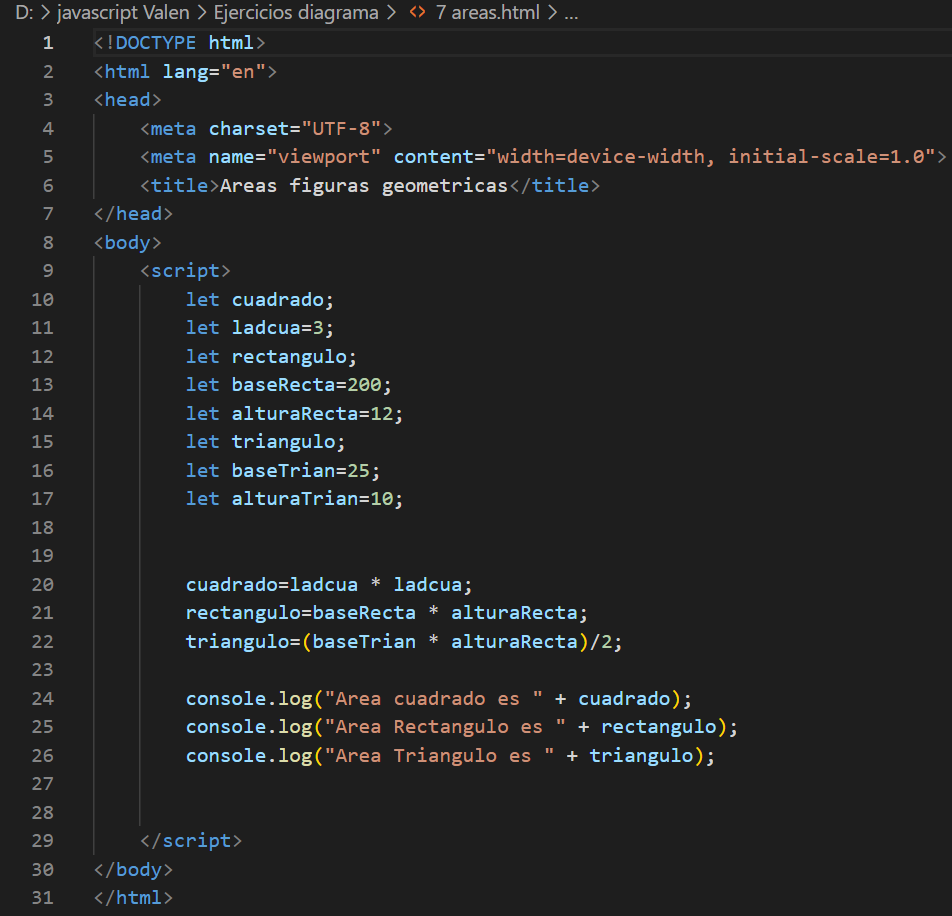 D: > javascript Valen > Ejercicios diagrama > <> 7 areas.html > ...
1 <!DOCTYPE html>
2 <html lang="en">
3 <head>
4 <meta charset="UTF-8">
5 <meta name="viewport" content="width=device-width, initial-scale=1.0">
6 <title>Areas figuras geometricas</title>
7 </head>
8 <body>
9 <script>
10 let cuadrado;
11 let ladcua=3;
12 let rectangulo;
13 let baseRecta=200;
14 let alturaRecta=12;
15 let triangulo;
16 let baseTrian=25;
17 let alturaTrian=10;
18
19
20 cuadrado=ladcua * ladcua;
21 rectangulo=baseRecta * alturaRecta;
22 triangulo=(baseTrian * alturaRecta)/2;
23
24 console.log("Area cuadrado es " + cuadrado);
25 console.log("Area Rectangulo es " + rectangulo);
26 console.log("Area Triangulo es " + triangulo);
27
28
29 </script>
30 </body>
31 </html>